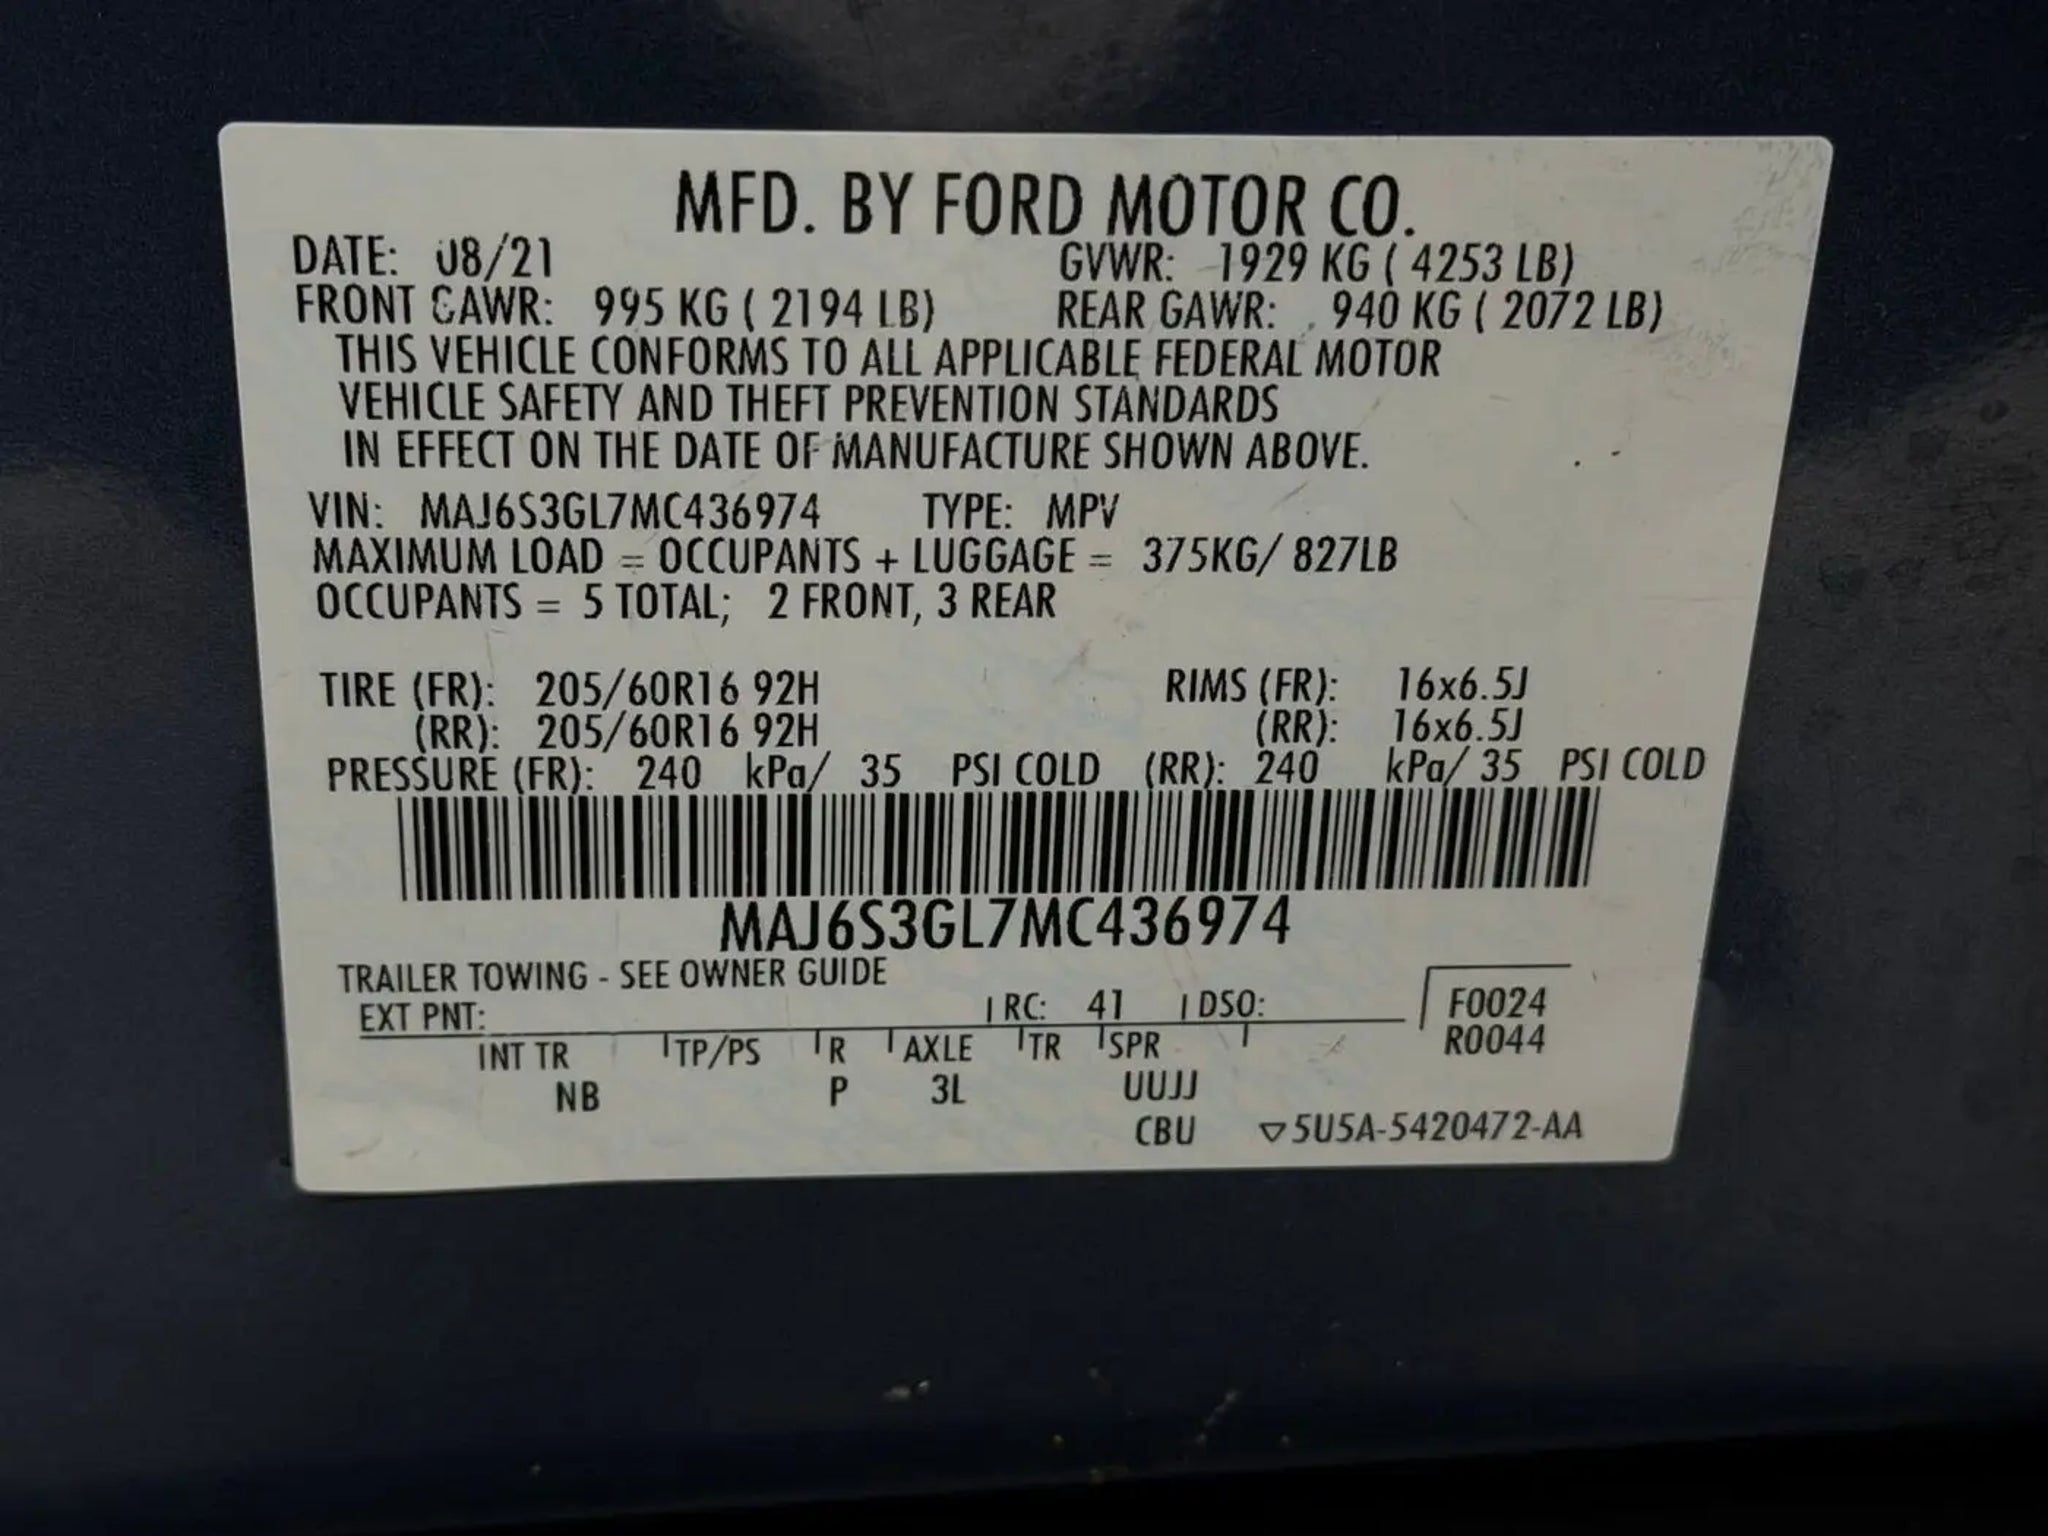 MFD. BY FORD MOTOR CO.
DATE: 08/21 GVWR: 1929 KG ( 4253 LB)
FRONT GAWR: 995 KG ( 2194 LB) REAR GAWR: 940 KG ( 2072 LB)
THIS VEHICLE CONFORMS TO ALL APPLICABLE FEDERAL MOTOR
VEHICLE SAFETY AND THEFT PREVENTION STANDARDS
IN EFFECT ON THE DATE OF MANUFACTURE SHOWN ABOVE.
VIN: MAJ6S3GL7MC436974 TYPE: MPV
MAXIMUM LOAD = OCCUPANTS + LUGGAGE = 375KG/ 827LB
OCCUPANTS = 5 TOTAL; 2 FRONT, 3 REAR
TIRE (FR): 205/60R16 92H RIMS (FR): 16x6.5J
(RR): 205/60R16 92H (RR): 16x6.5J
PRESSURE (FR): 240 kPa/ 35 PSI COLD (RR): 240 kPa/ 35 PSI COLD
MAJ6S3GL7MC436974
TRAILER TOWING - SEE OWNER GUIDE
EXT PNT: RC: 41 DSO: F0024
R0044
INT TR TP/PS R AXLE TR SPR
NB P 3L UUJJ
CBU ▽5U5A-5420472-AA